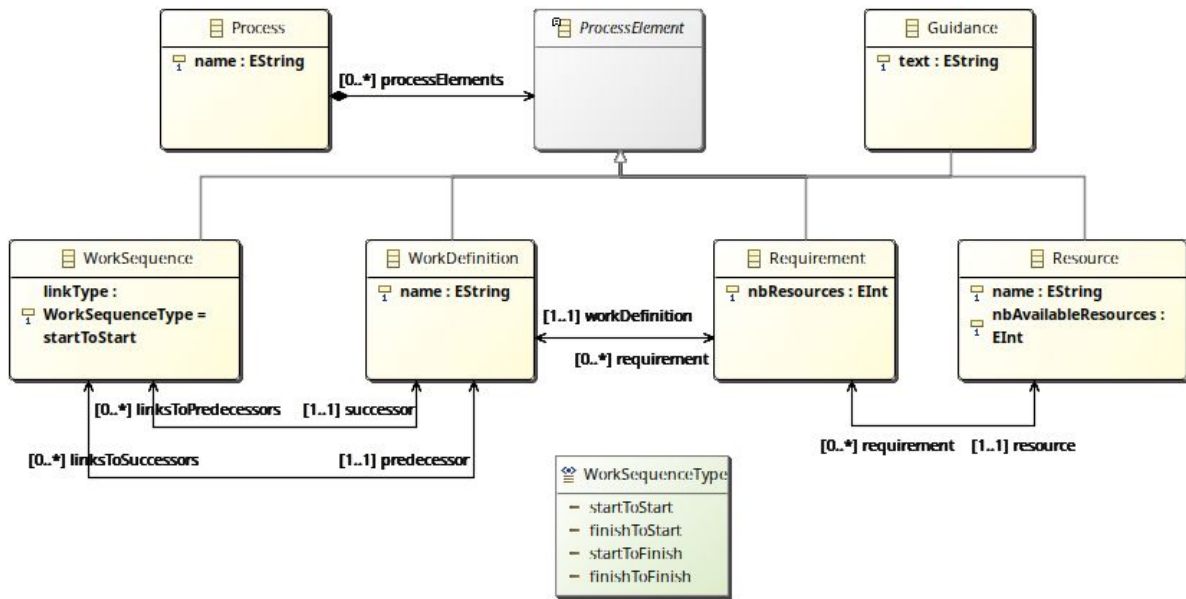 Process
name : EString
ProcessElement
Guidance
text : EString
[0..*] processElements
WorkSequence
linkType :
WorkSequenceType =
startToStart
WorkDefinition
name : EString
Requirement
nbResources : EInt
Resource
name : EString
nbAvailableResources :
EInt
[1..1] workDefinition
[0..*] requirement
[0..*] linksToPredecessors
[1..1] successor
[0..*] linksToSuccessors
[1..1] predecessor
[0..*] requirement
[1..1] resource
WorkSequenceType
startToStart
finishToStart
startToFinish
finishToFinish